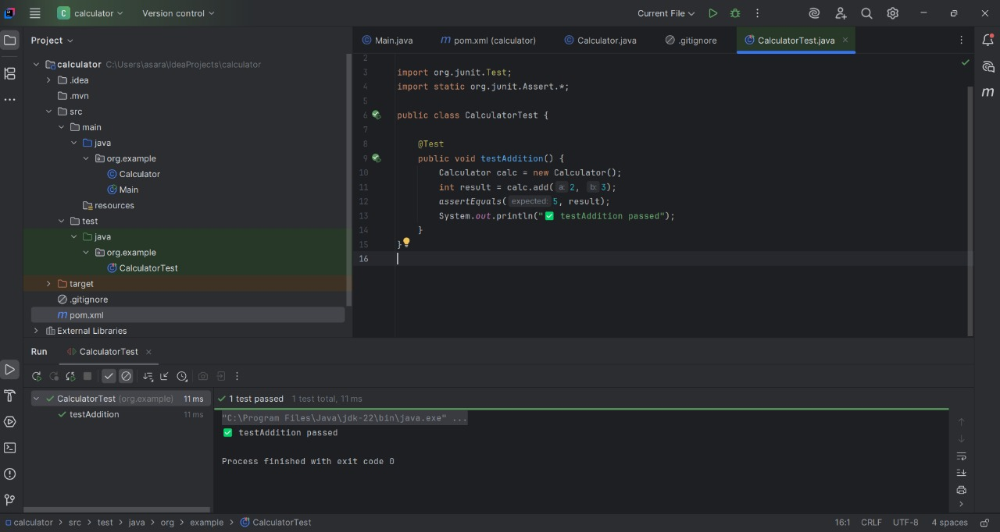 C calculator Version control Current File
Project
Main.java m pom.xml (calculator) Calculator.java .gitignore CalculatorTest.java
calculator C:\Users\asara\IdeaProjects\calculator
.idea
.mvn
src
main
java
org.example
Calculator
Main
resources
test
java
org.example
CalculatorTest
target
.gitignore
m pom.xml
External Libraries
2
3 import org.junit.Test;
4 import static org.junit.Assert.*;
5
6 public class CalculatorTest {
7
8 @Test
9 public void testAddition() {
10 Calculator calc = new Calculator();
11 int result = calc.add( a: 2, b: 3);
12 assertEquals( expected: 5, result);
13 System.out.println("✅ testAddition passed");
14 }
15 }
16
m
Run CalculatorTest
CalculatorTest (org.example) 11 ms
testAddition 11 ms
1 test passed 1 test total, 11 ms
"C:\Program Files\Java\jdk-22\bin\java.exe" ...
✅ testAddition passed
Process finished with exit code 0
calculator > src > test > java > org > example > CalculatorTest
16:1 CRLF UTF-8 4 spaces